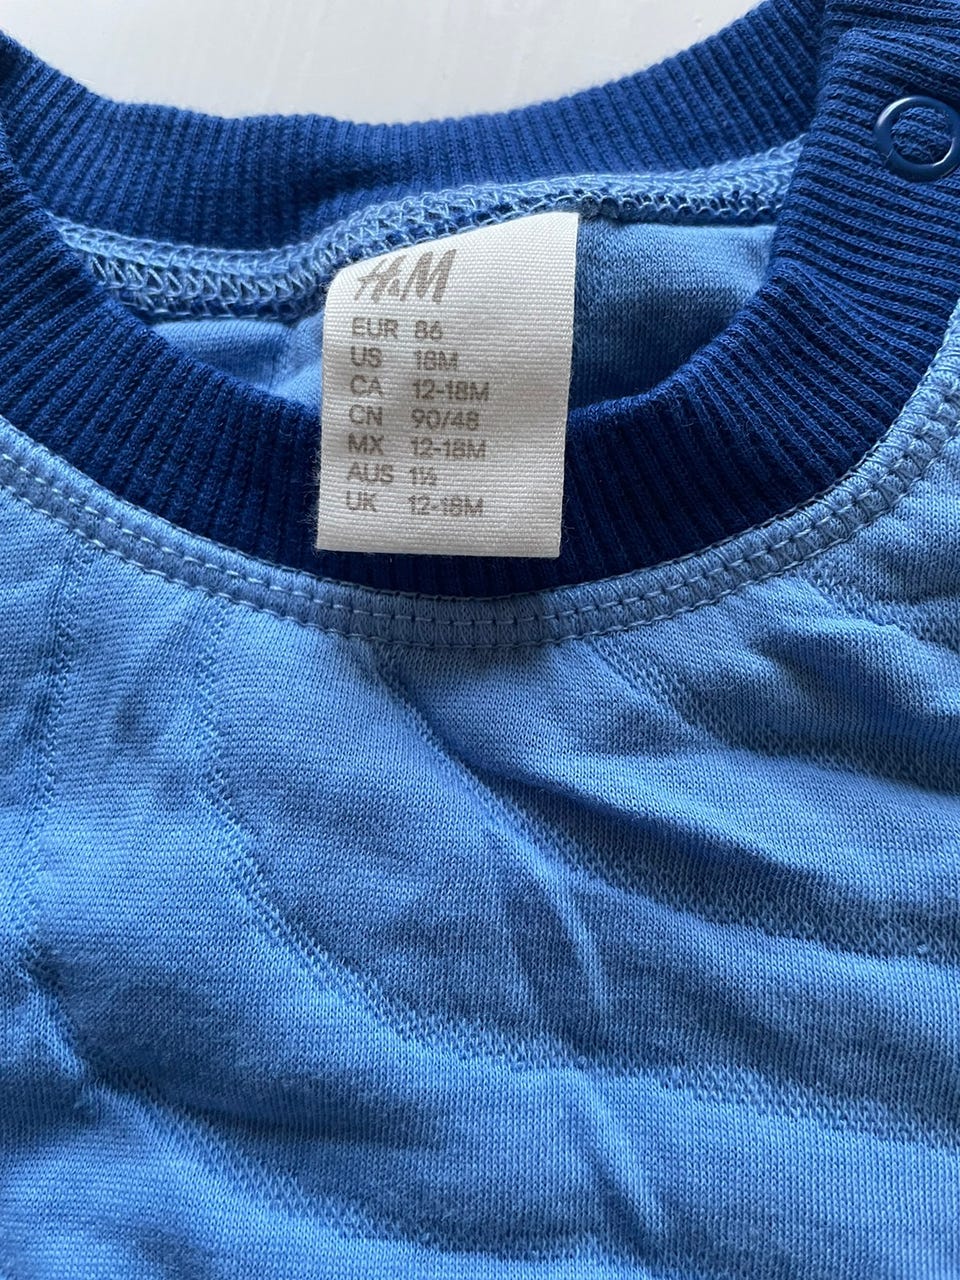 H&M
EUR 86
US 18M
CA 12-18M
CN 90/48
MX 12-18M
AUS 1½
UK 12-18M